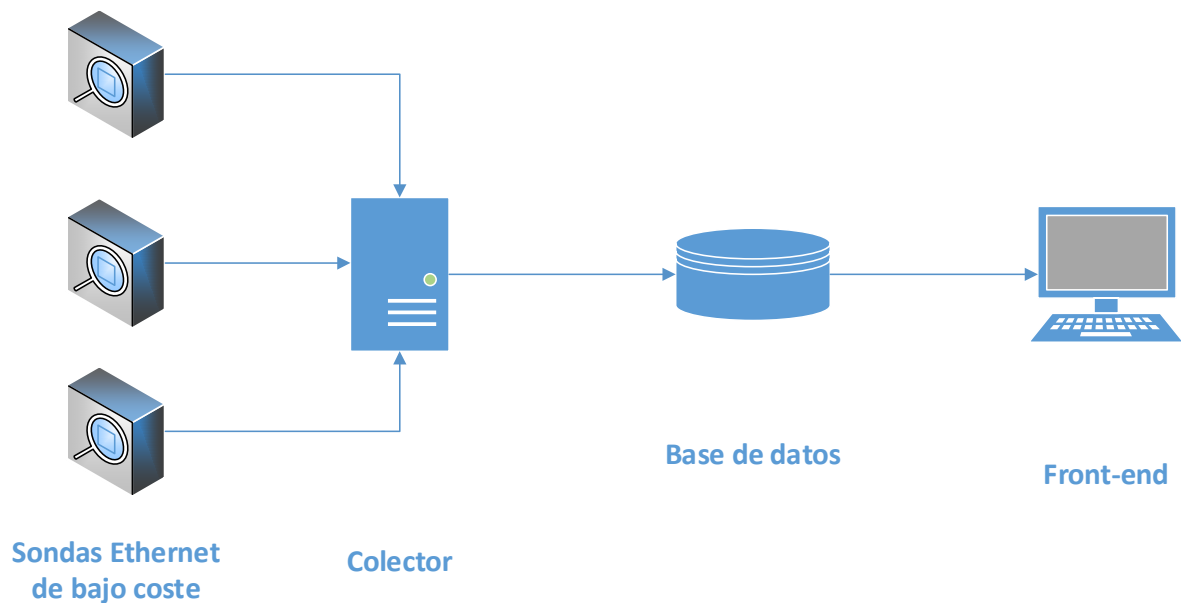 Base de datos
Front-end
Sondas Ethernet
de bajo coste
Colector